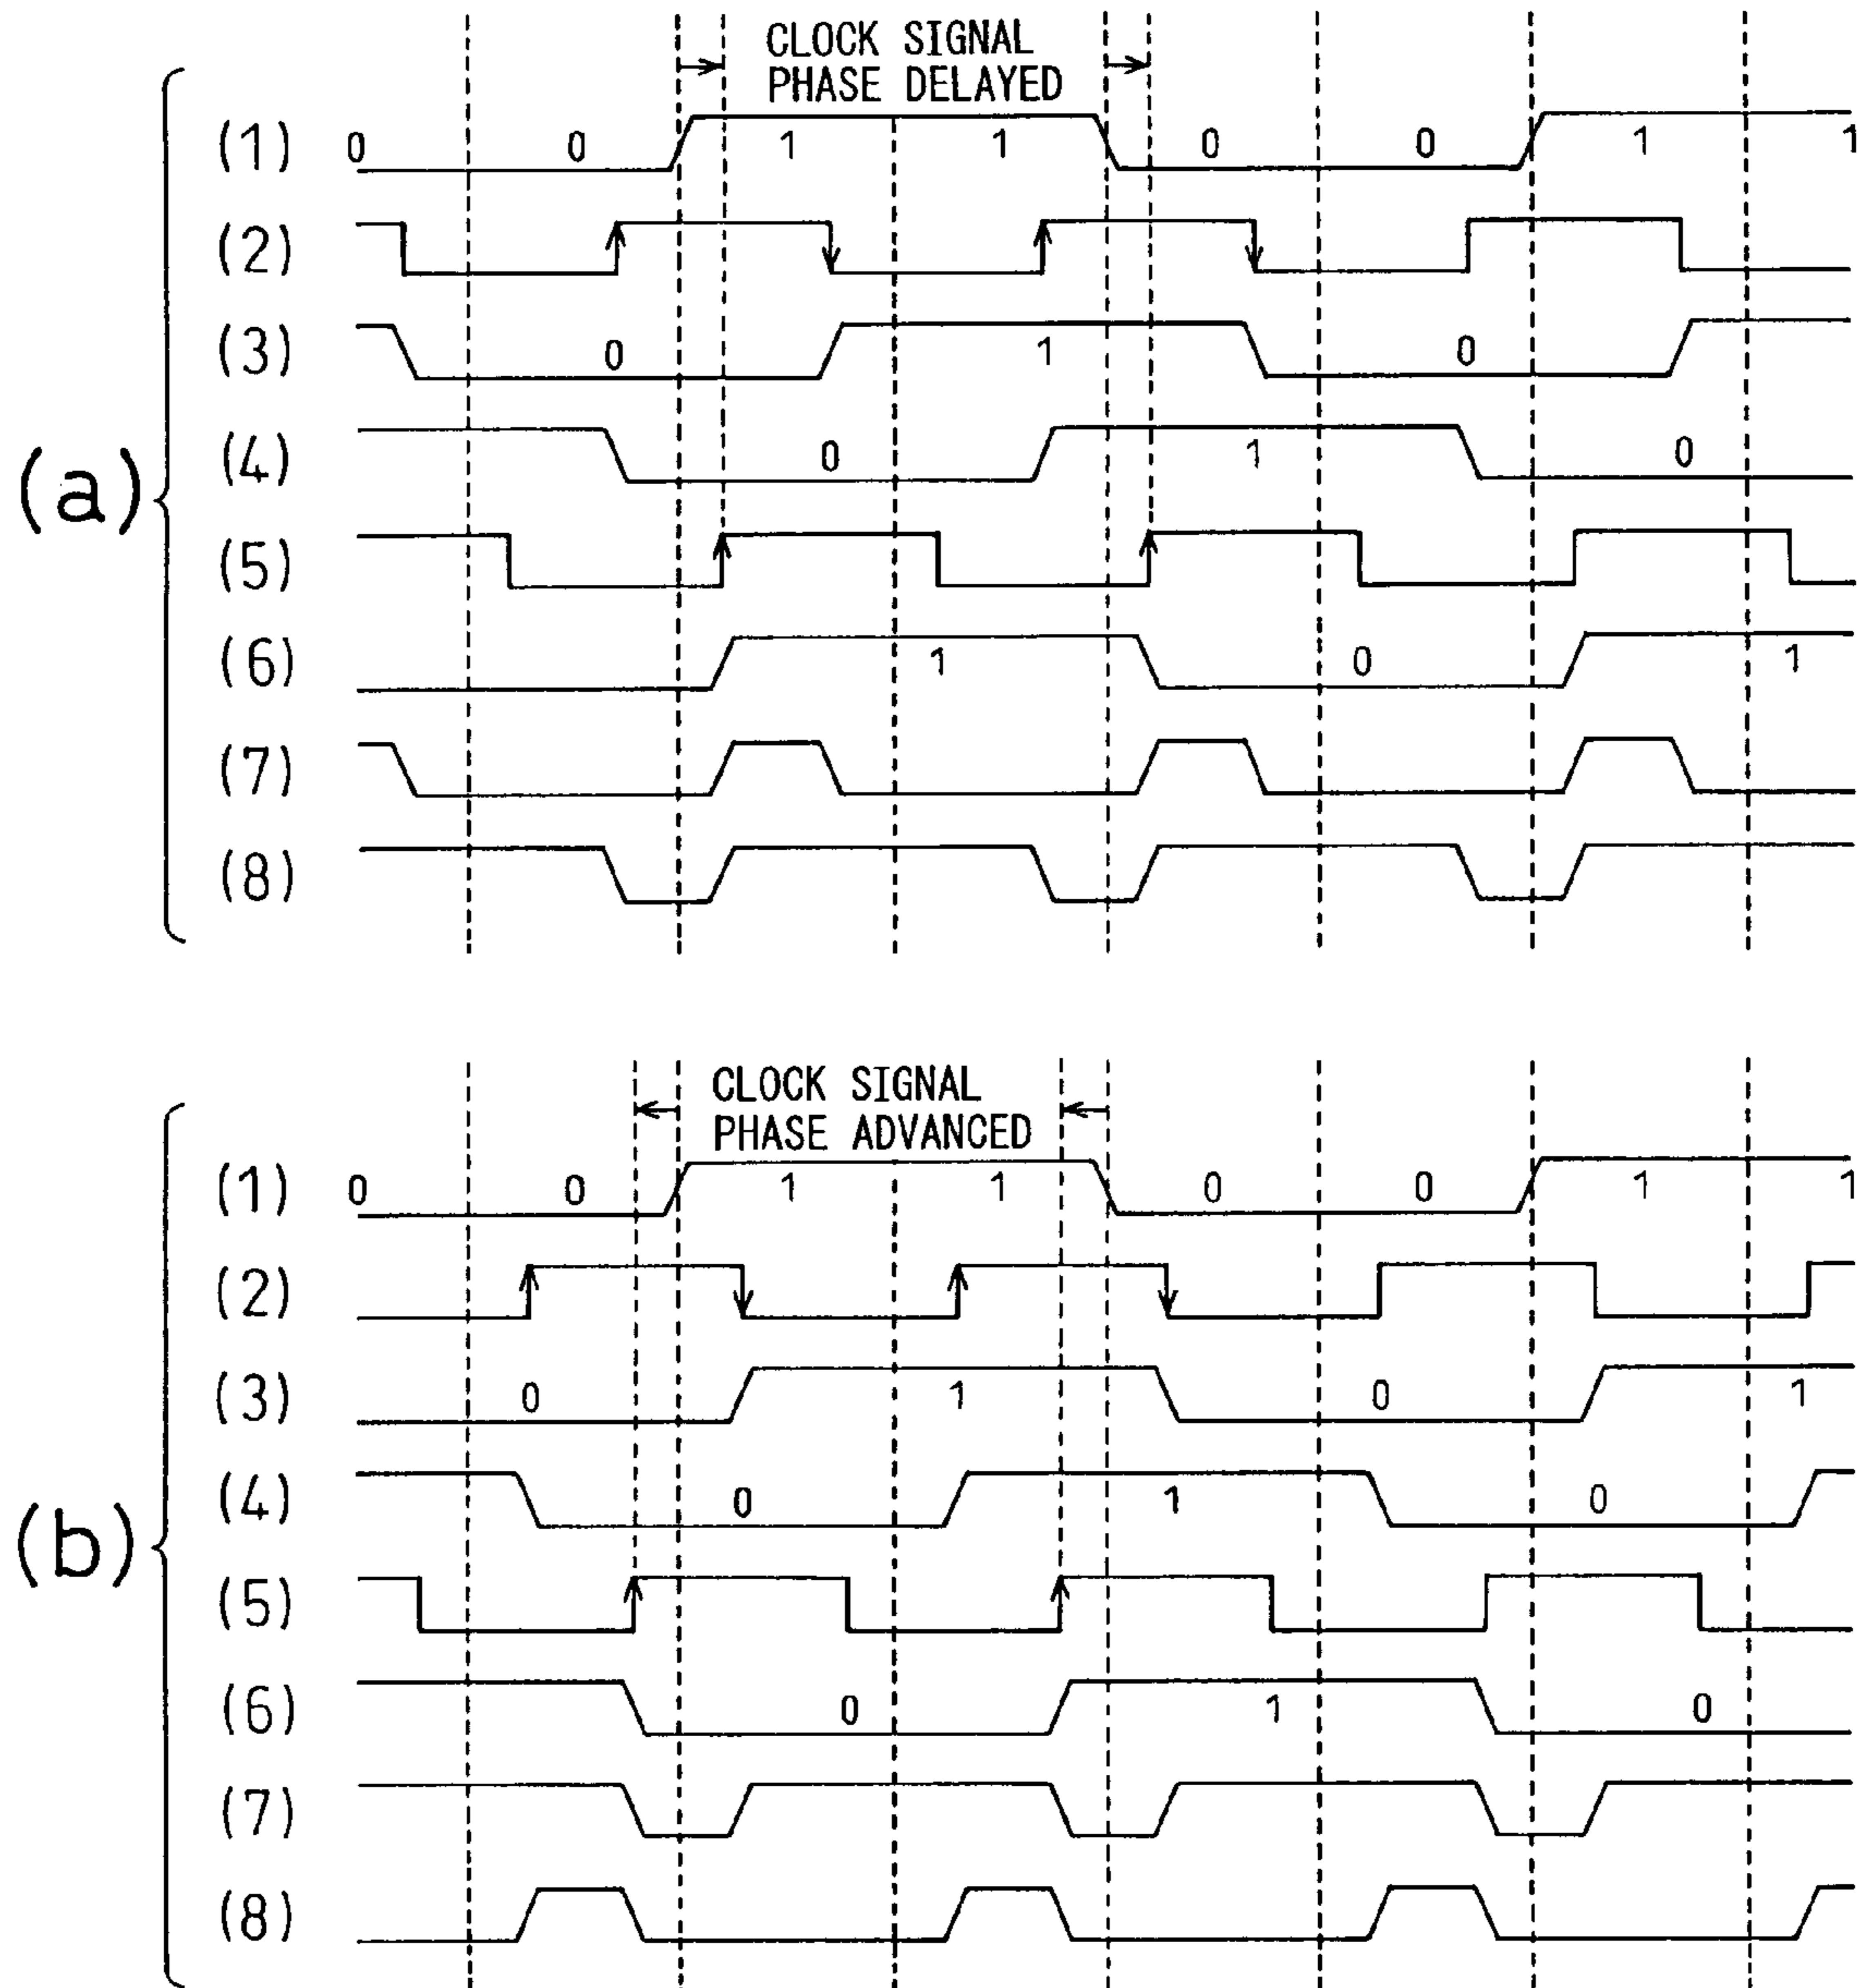 CLOCK SIGNAL
PHASE DELAYED
(a)
(1) 0 0 1 1 0 0 1 1
(2)
(3) 0 1 0
(4) 0 1 0
(5)
(6) 1 0 1
(7)
(8)
CLOCK SIGNAL
PHASE ADVANCED
(b)
(1) 0 0 1 1 0 0 1 1
(2)
(3) 0 1 0 1
(4) 0 1 0
(5)
(6) 0 1 0
(7)
(8)